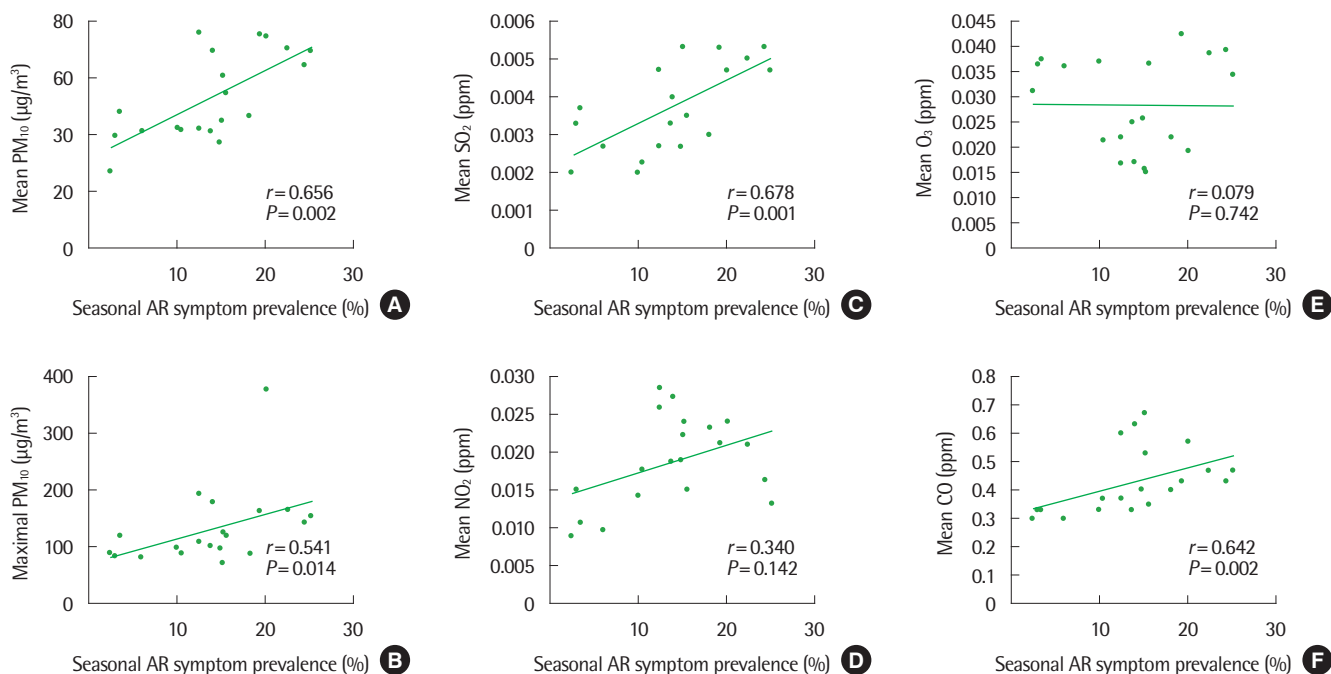 Mean PM₁₀ (µg/m³)
80
60
30
20
0
r=0.656
P=0.002
10 20 30
Seasonal AR symptom prevalence (%) A
Mean SO₂ (ppm)
0.006
0.005
0.004
0.003
0.002
0.001
0
r=0.678
P=0.001
10 20 30
Seasonal AR symptom prevalence (%) C
Mean O₃ (ppm)
0.045
0.040
0.035
0.030
0.025
0.020
0.015
0.010
0.005
0
r=0.079
P=0.742
10 20 30
Seasonal AR symptom prevalence (%) E
Maximal PM₁₀ (µg/m³)
400
300
200
100
0
r=0.541
P=0.014
10 20 30
Seasonal AR symptom prevalence (%) B
Mean NO₂ (ppm)
0.030
0.025
0.020
0.015
0.010
0.005
0
r=0.340
P=0.142
10 20 30
Seasonal AR symptom prevalence (%) D
Mean CO (ppm)
0.8
0.7
0.6
0.5
0.4
0.3
0.2
0.1
0
r=0.642
P=0.002
10 20 30
Seasonal AR symptom prevalence (%) F